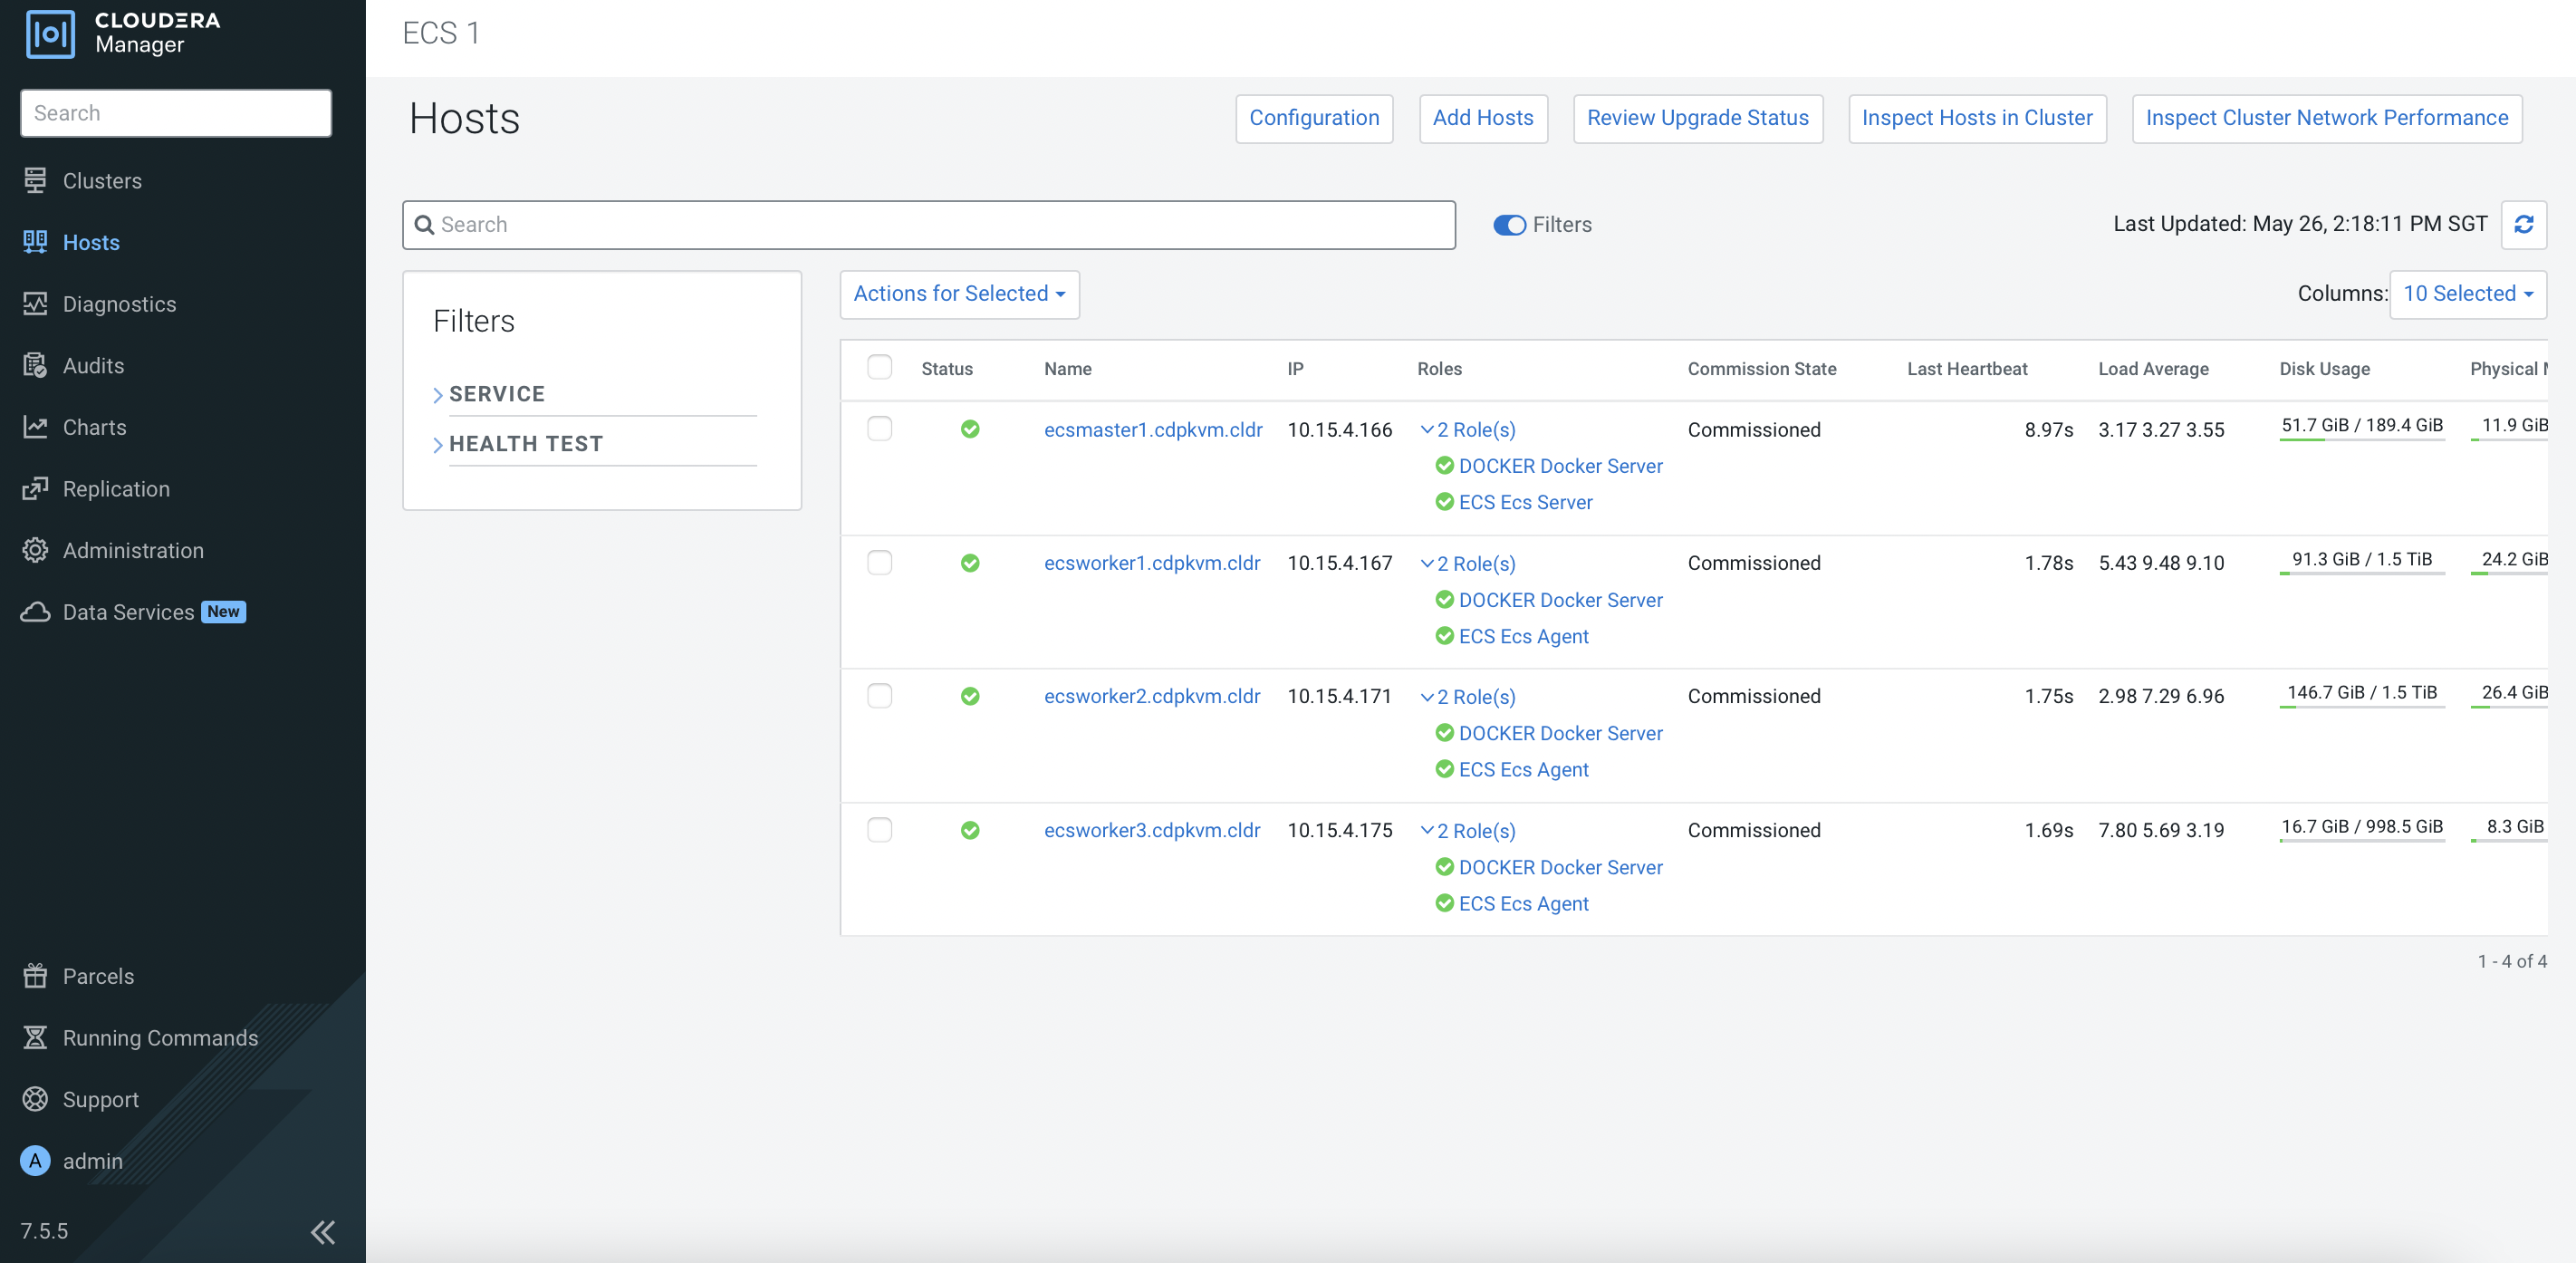 CLOUDERA
Manager
Search
Clusters
Hosts
Diagnostics
Audits
Charts
Replication
Administration
Data Services New
Parcels
Running Commands
Support
A admin
7.5.5
ECS 1
Hosts
Configuration Add Hosts Review Upgrade Status Inspect Hosts in Cluster Inspect Cluster Network Performance
Search Filters Last Updated: May 26, 2:18:11 PM SGT
Filters
SERVICE
HEALTH TEST
Actions for Selected Columns: 10 Selected
Status Name IP Roles Commission State Last Heartbeat Load Average Disk Usage Physical
ecsmaster1.cdpkvm.cldr 10.15.4.166 2 Role(s) Commissioned 8.97s 3.17 3.27 3.55 51.7 GiB / 189.4 GiB 11.9 GiB
DOCKER Docker Server
ECS Ecs Server
ecsworker1.cdpkvm.cldr 10.15.4.167 2 Role(s) Commissioned 1.78s 5.43 9.48 9.10 91.3 GiB / 1.5 TiB 24.2 GiB
DOCKER Docker Server
ECS Ecs Agent
ecsworker2.cdpkvm.cldr 10.15.4.171 2 Role(s) Commissioned 1.75s 2.98 7.29 6.96 146.7 GiB / 1.5 TiB 26.4 GiB
DOCKER Docker Server
ECS Ecs Agent
ecsworker3.cdpkvm.cldr 10.15.4.175 2 Role(s) Commissioned 1.69s 7.80 5.69 3.19 16.7 GiB / 998.5 GiB 8.3 GiB
DOCKER Docker Server
ECS Ecs Agent
1 - 4 of 4